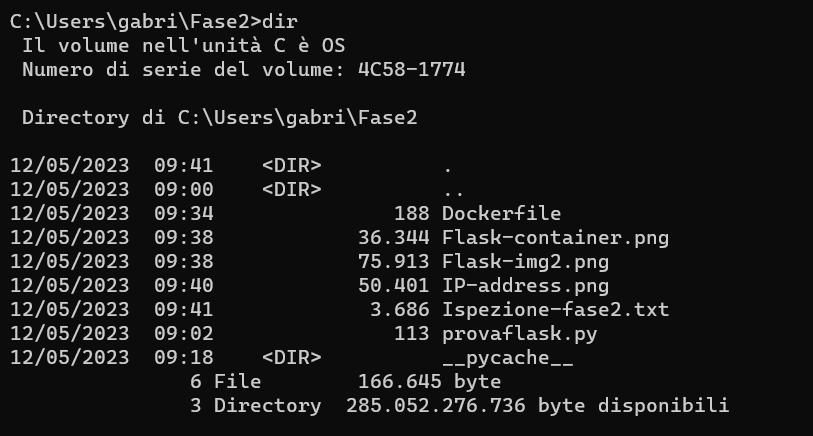 C:\Users\gabri\Fase2>dir
 Il volume nell'unità C è OS
 Numero di serie del volume: 4C58-1774

 Directory di C:\Users\gabri\Fase2

12/05/2023  09:41    <DIR>          .
12/05/2023  09:00    <DIR>          ..
12/05/2023  09:34               188 Dockerfile
12/05/2023  09:38            36.344 Flask-container.png
12/05/2023  09:38            75.913 Flask-img2.png
12/05/2023  09:40            50.401 IP-address.png
12/05/2023  09:41             3.686 Ispezione-fase2.txt
12/05/2023  09:02               113 provaflask.py
12/05/2023  09:18    <DIR>          __pycache__
               6 File        166.645 byte
               3 Directory  285.052.276.736 byte disponibili